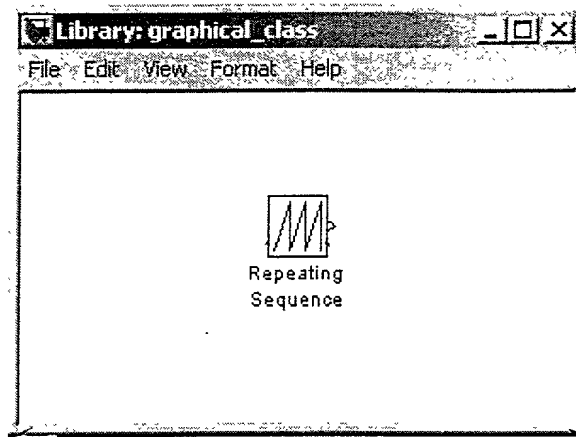 Library: graphical_class
File Edit View Format Help
Repeating
Sequence